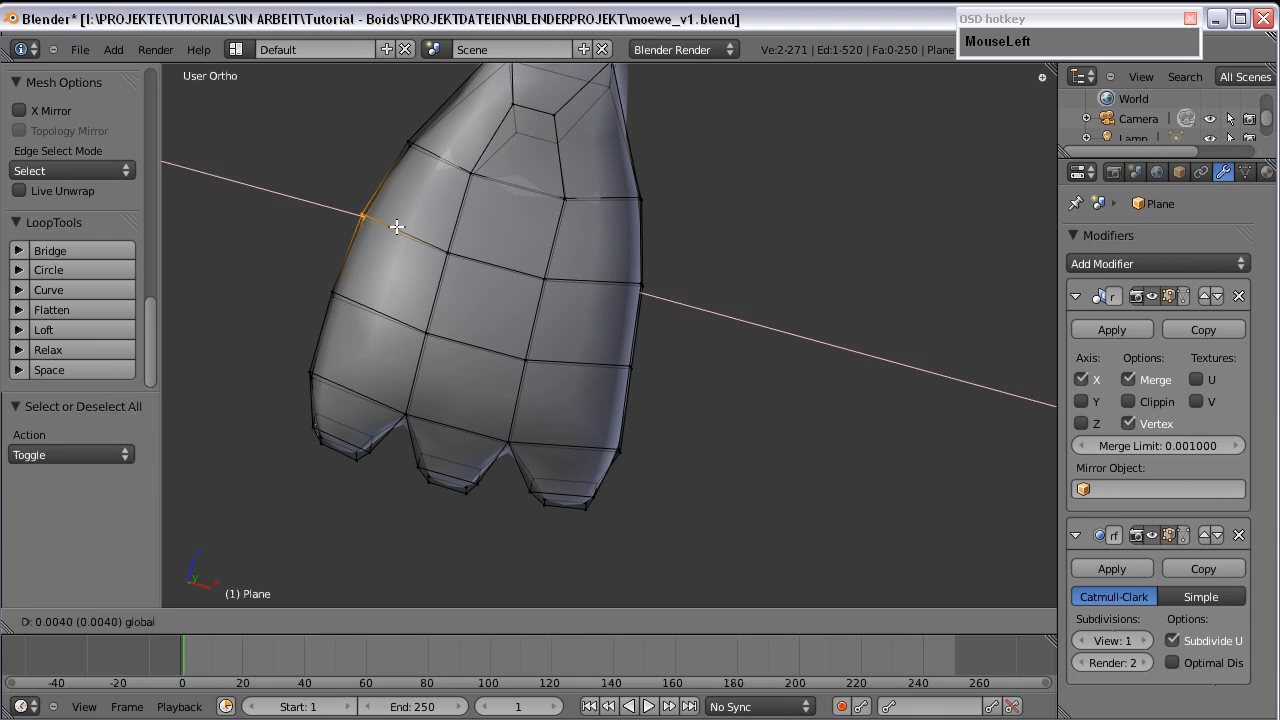 Blender* [I:\PROJEKTE\TUTORIALS\IN ARBEIT\Tutorial - Boids\PROJEKTDATEIEN\BLENDERPROJEKT\moewe_v1.blend]
OSD hotkey
MouseLeft
File Add Render Help Default Scene Blender Render Ve:2-271 | Ed:1-520 | Fa:0-250 | Plane
View Search All Scenes
World
Camera
Lamp
Mesh Options
X Mirror
Topology Mirror
Edge Select Mode
Select
Live Unwrap
LoopTools
Bridge
Circle
Curve
Flatten
Loft
Relax
Space
Select or Deselect All
Action
Toggle
User Ortho
(1) Plane
D: 0.0040 (0.0040) global
Plane
Modifiers
Add Modifier
r
Apply Copy
Axis: Options: Textures:
X Merge U
Y Clippin V
Z Vertex
Merge Limit: 0.001000
Mirror Object:
rf
Apply Copy
Catmull-Clark Simple
Subdivisions: Options:
View: 1 Subdivide U
Render: 2 Optimal Dis
-40 -20 0 20 40 60 80 100 120 140 160 180 200 220 240 260
View Frame Playback Start: 1 End: 250 1 No Sync